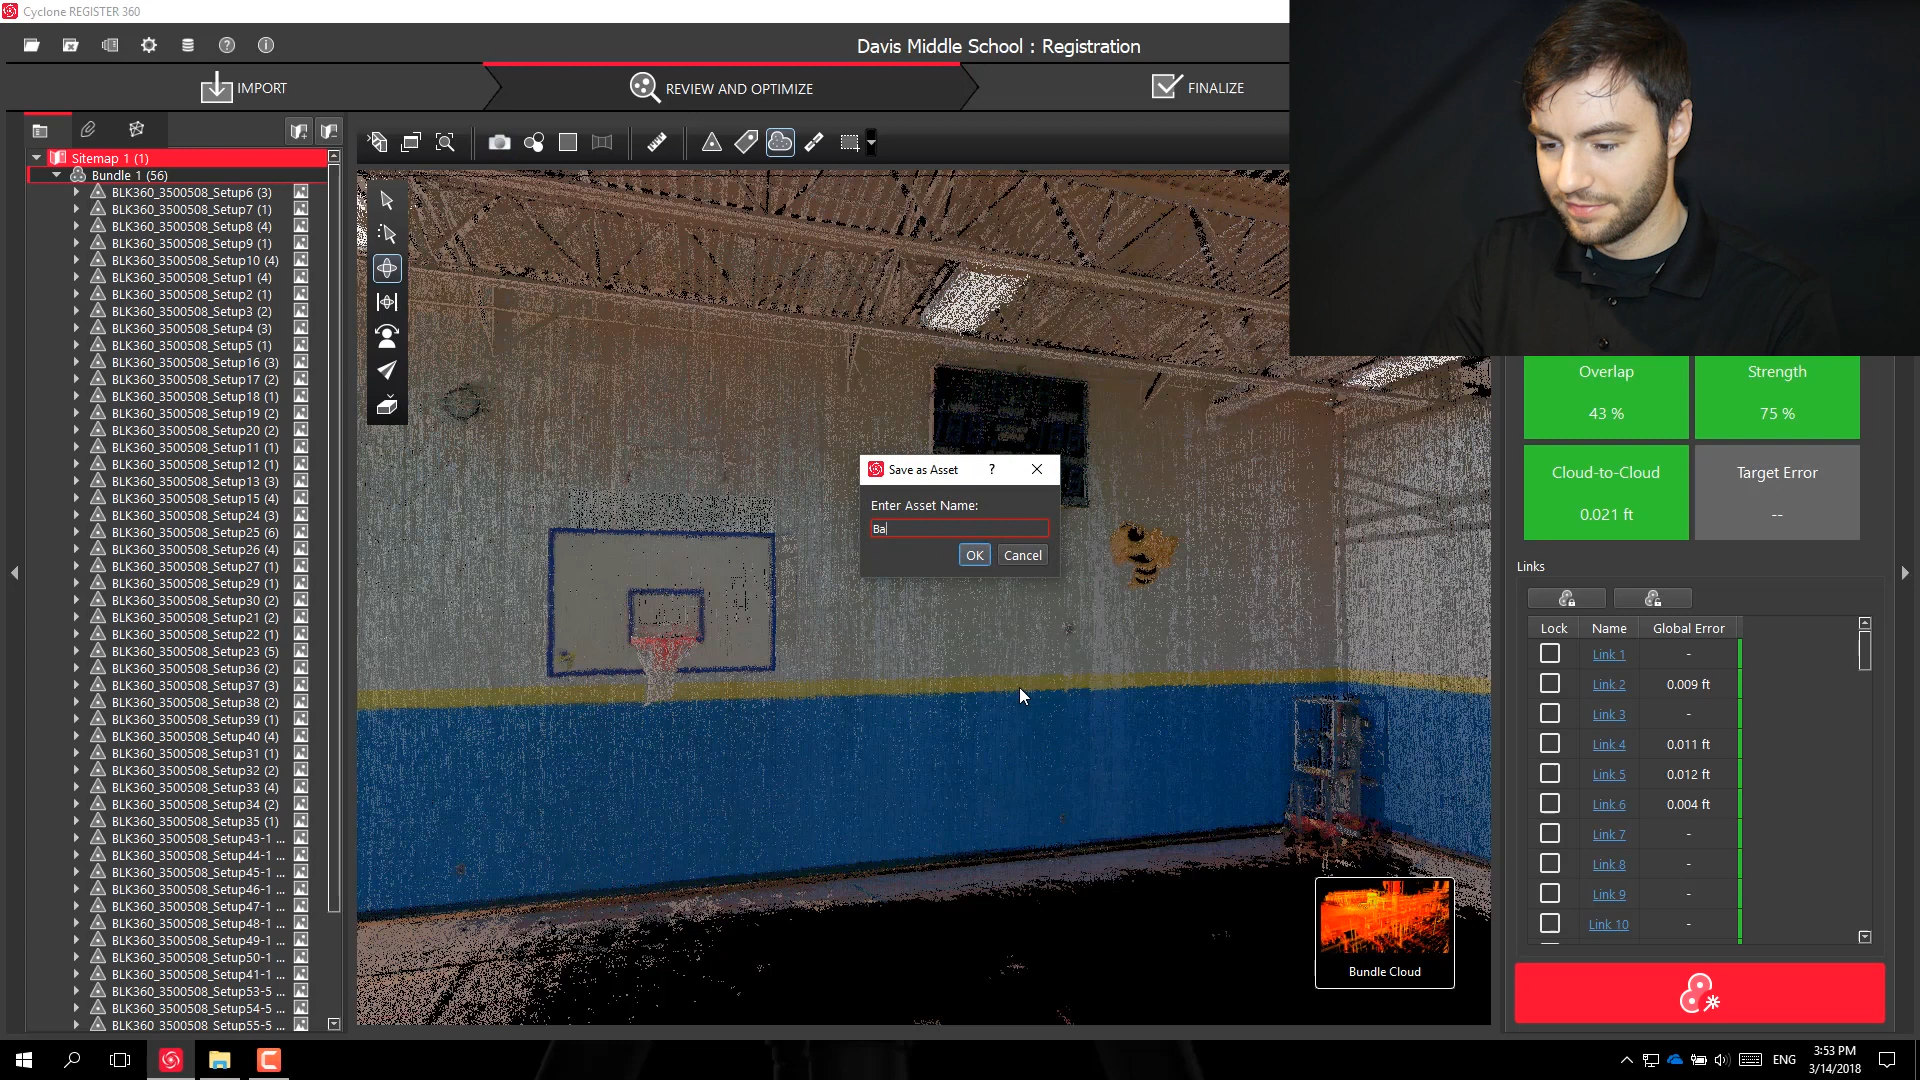 Cyclone REGISTER 360
Davis Middle School : Registration
IMPORT
REVIEW AND OPTIMIZE
FINALIZE
Sitemap 1 (1)
Bundle 1 (56)
BLK360_3500508_Setup6 (3)
BLK360_3500508_Setup7 (1)
BLK360_3500508_Setup8 (4)
BLK360_3500508_Setup9 (1)
BLK360_3500508_Setup10 (4)
BLK360_3500508_Setup1 (4)
BLK360_3500508_Setup2 (1)
BLK360_3500508_Setup3 (2)
BLK360_3500508_Setup4 (3)
BLK360_3500508_Setup5 (1)
BLK360_3500508_Setup16 (3)
BLK360_3500508_Setup17 (2)
BLK360_3500508_Setup18 (1)
BLK360_3500508_Setup19 (2)
BLK360_3500508_Setup20 (2)
BLK360_3500508_Setup11 (1)
BLK360_3500508_Setup12 (1)
BLK360_3500508_Setup13 (3)
BLK360_3500508_Setup15 (4)
BLK360_3500508_Setup24 (3)
BLK360_3500508_Setup25 (6)
BLK360_3500508_Setup26 (4)
BLK360_3500508_Setup27 (1)
BLK360_3500508_Setup29 (1)
BLK360_3500508_Setup30 (2)
BLK360_3500508_Setup21 (2)
BLK360_3500508_Setup22 (1)
BLK360_3500508_Setup23 (5)
BLK360_3500508_Setup36 (2)
BLK360_3500508_Setup37 (3)
BLK360_3500508_Setup38 (2)
BLK360_3500508_Setup39 (1)
BLK360_3500508_Setup40 (4)
BLK360_3500508_Setup31 (1)
BLK360_3500508_Setup32 (2)
BLK360_3500508_Setup33 (4)
BLK360_3500508_Setup34 (2)
BLK360_3500508_Setup35 (1)
BLK360_3500508_Setup43-1 ...
BLK360_3500508_Setup44-1 ...
BLK360_3500508_Setup45-1 ...
BLK360_3500508_Setup46-1 ...
BLK360_3500508_Setup47-1 ...
BLK360_3500508_Setup48-1 ...
BLK360_3500508_Setup49-1 ...
BLK360_3500508_Setup50-1 ...
BLK360_3500508_Setup41-1 ...
BLK360_3500508_Setup53-5 ...
BLK360_3500508_Setup54-5 ...
BLK360_3500508_Setup55-5 ...
Save as Asset
?
Enter Asset Name:
Ba
OK Cancel
Bundle Cloud
Overlap Strength
43 % 75 %
Cloud-to-Cloud Target Error
0.021 ft --
Links
Lock Name Global Error
Link 1 -
Link 2 0.009 ft
Link 3 -
Link 4 0.011 ft
Link 5 0.012 ft
Link 6 0.004 ft
Link 7 -
Link 8 -
Link 9 -
Link 10 -
ENG
3:53 PM
3/14/2018